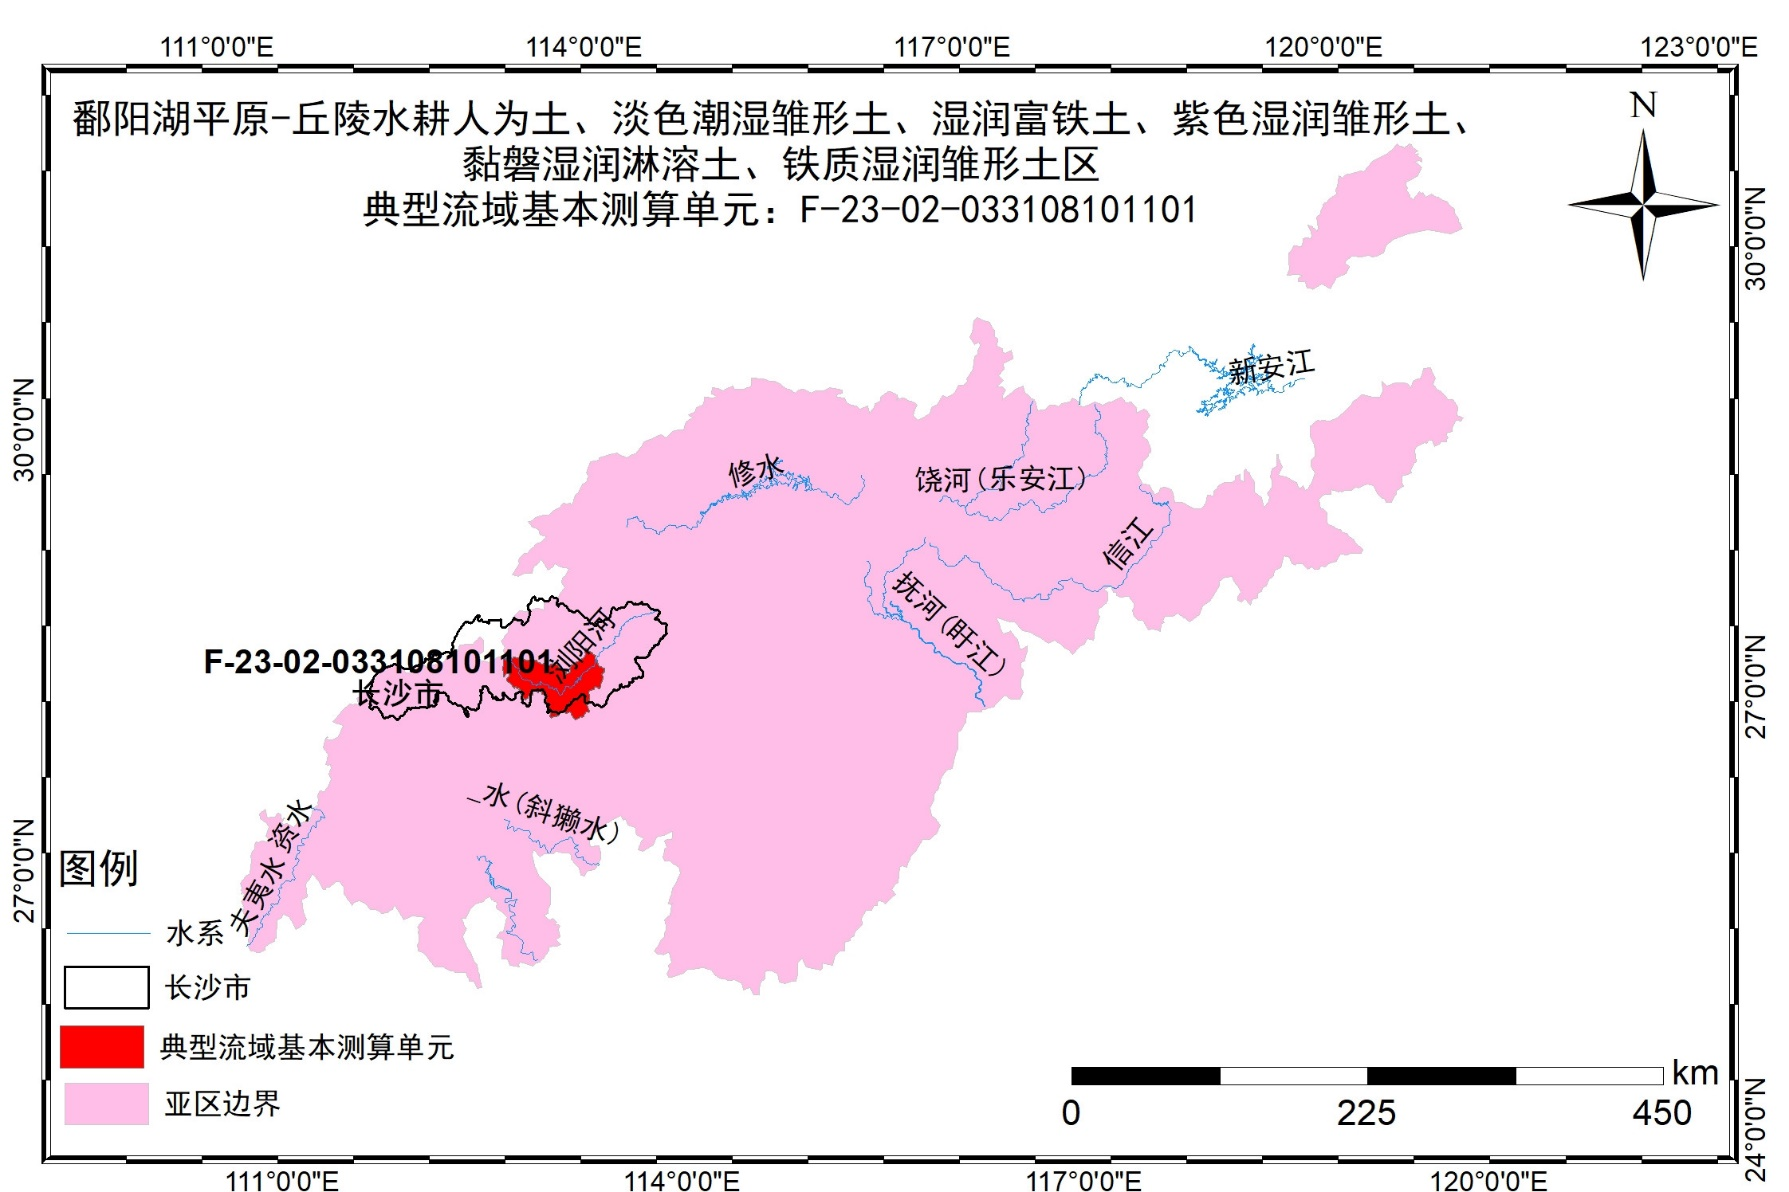 111°0'0"E 114°0'0"E 117°0'0"E 120°0'0"E 123°0'0"E
鄱阳湖平原-丘陵水耕人为土、淡色潮湿雏形土、湿润富铁土、紫色湿润雏形土、
黏磐湿润淋溶土、铁质湿润雏形土区
典型流域基本测算单元：F-23-02-033108101101
N
30°0'0"N
新安江
30°0'0"N
修水
饶河(乐安江)
信江
抚河(盱江)
浏阳河
F-23-02-033108101101
长沙市
27°0'0"N
_水(斜獭水)
资水
夫夷水
27°0'0"N
图例
水系
长沙市
典型流域基本测算单元
亚区边界
km
0 225 450
24°0'0"N
111°0'0"E 114°0'0"E 117°0'0"E 120°0'0"E